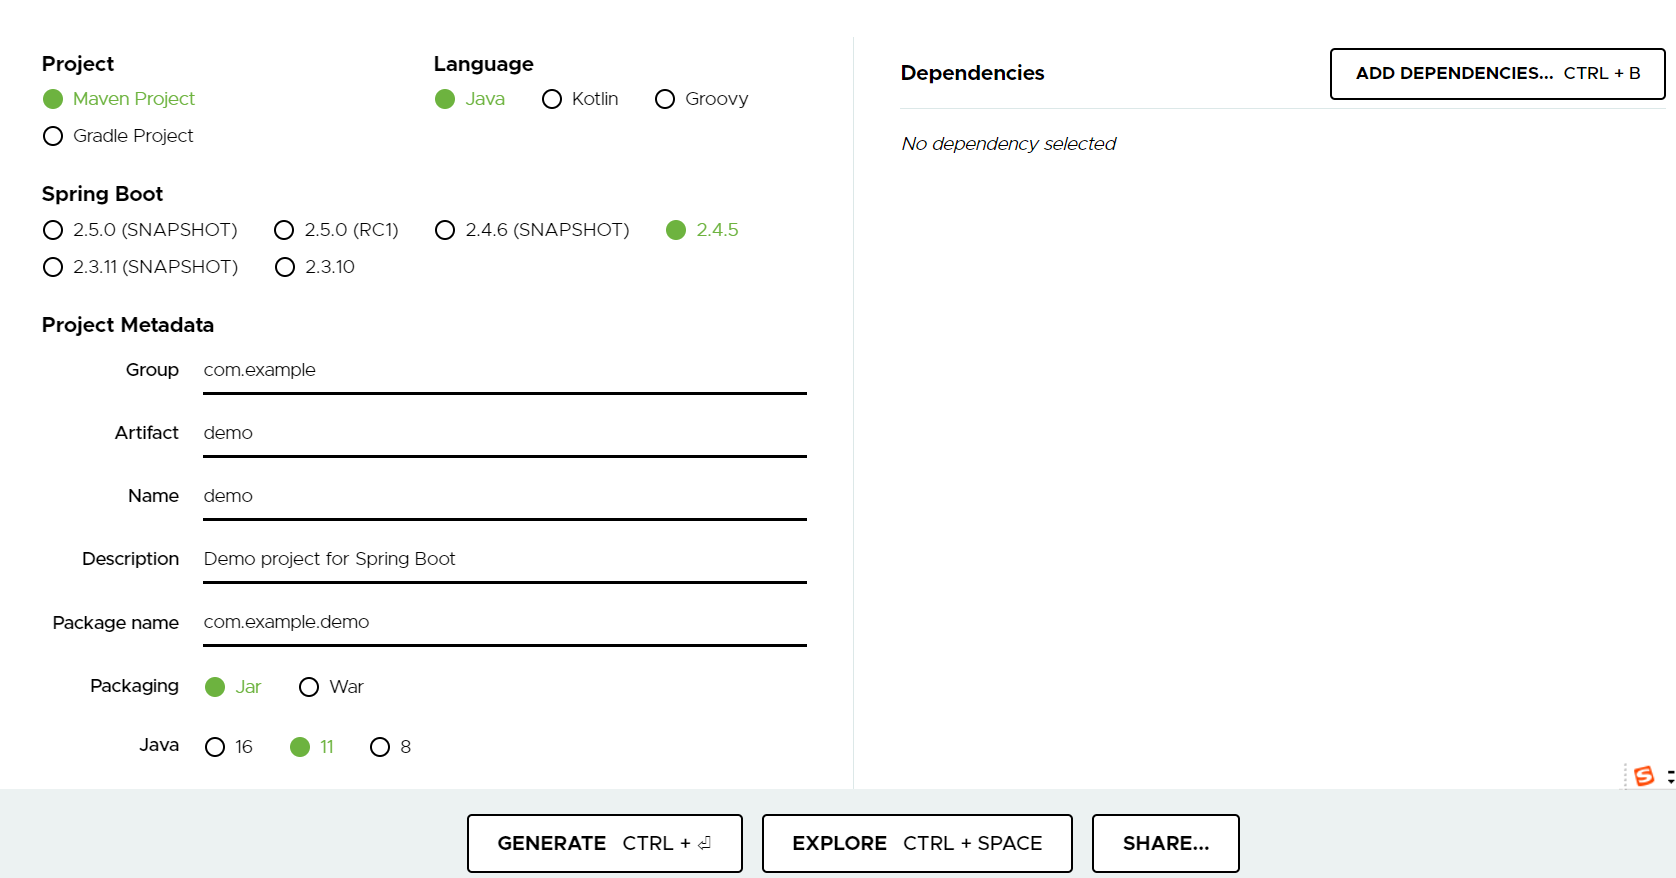 Project
Maven Project
Gradle Project
Language
Java Kotlin Groovy
Spring Boot
2.5.0 (SNAPSHOT) 2.5.0 (RC1) 2.4.6 (SNAPSHOT) 2.4.5
2.3.11 (SNAPSHOT) 2.3.10
Project Metadata
Group com.example
Artifact demo
Name demo
Description Demo project for Spring Boot
Package name com.example.demo
Packaging Jar War
Java 16 11 8
Dependencies
ADD DEPENDENCIES... CTRL + B
No dependency selected
GENERATE CTRL + ⏎
EXPLORE CTRL + SPACE
SHARE...